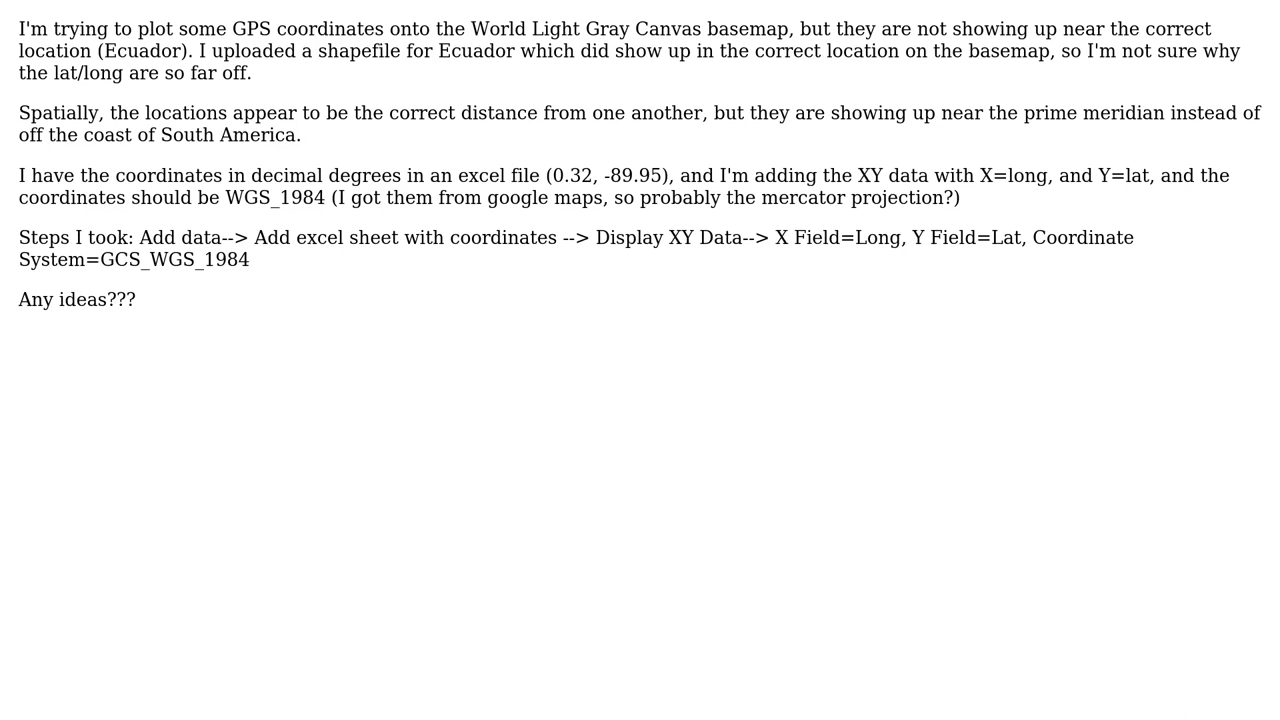 I'm trying to plot some GPS coordinates onto the World Light Gray Canvas basemap, but they are not showing up near the correct
location (Ecuador). I uploaded a shapefile for Ecuador which did show up in the correct location on the basemap, so I'm not sure why
the lat/long are so far off.
Spatially, the locations appear to be the correct distance from one another, but they are showing up near the prime meridian instead of
off the coast of South America.
I have the coordinates in decimal degrees in an excel file (0.32, -89.95), and I'm adding the XY data with X=long, and Y=lat, and the
coordinates should be WGS_1984 (I got them from google maps, so probably the mercator projection?)
Steps I took: Add data--> Add excel sheet with coordinates --> Display XY Data--> X Field=Long, Y Field=Lat, Coordinate
System=GCS_WGS_1984
Any ideas???